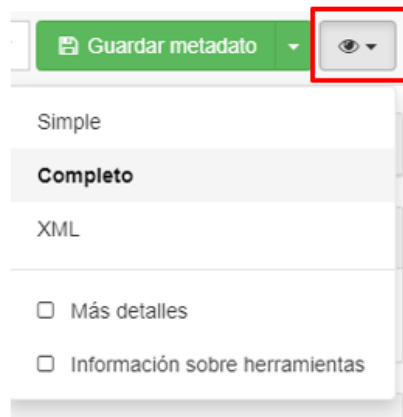 Guardar metadato
Simple
Completo
XML
Más detalles
Información sobre herramientas